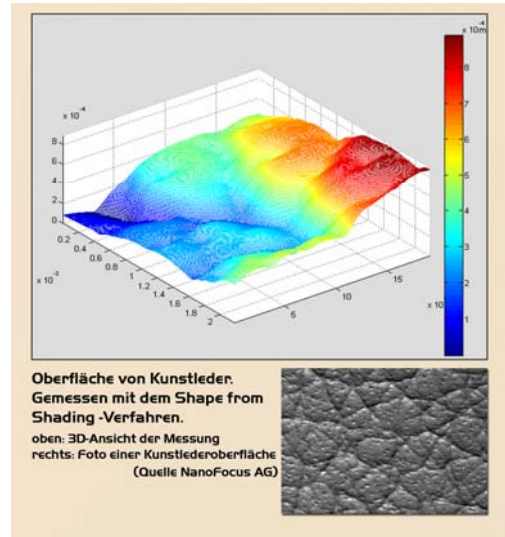 x 10⁻⁴
x 10m⁻⁴
8
6
4
2
0
0.2
0.4
0.6
0.8
1
1.2
1.4
1.6
1.8
2
x 10⁻³
5
10
15
x 10
8
7
6
5
4
3
2
1
Oberfläche von Kunstleder.
Gemessen mit dem Shape from
Shading -Verfahren.
oben: 3D-Ansicht der Messung
rechts: Foto einer Kunstlederoberfläche
(Quelle NanoFocus AG)